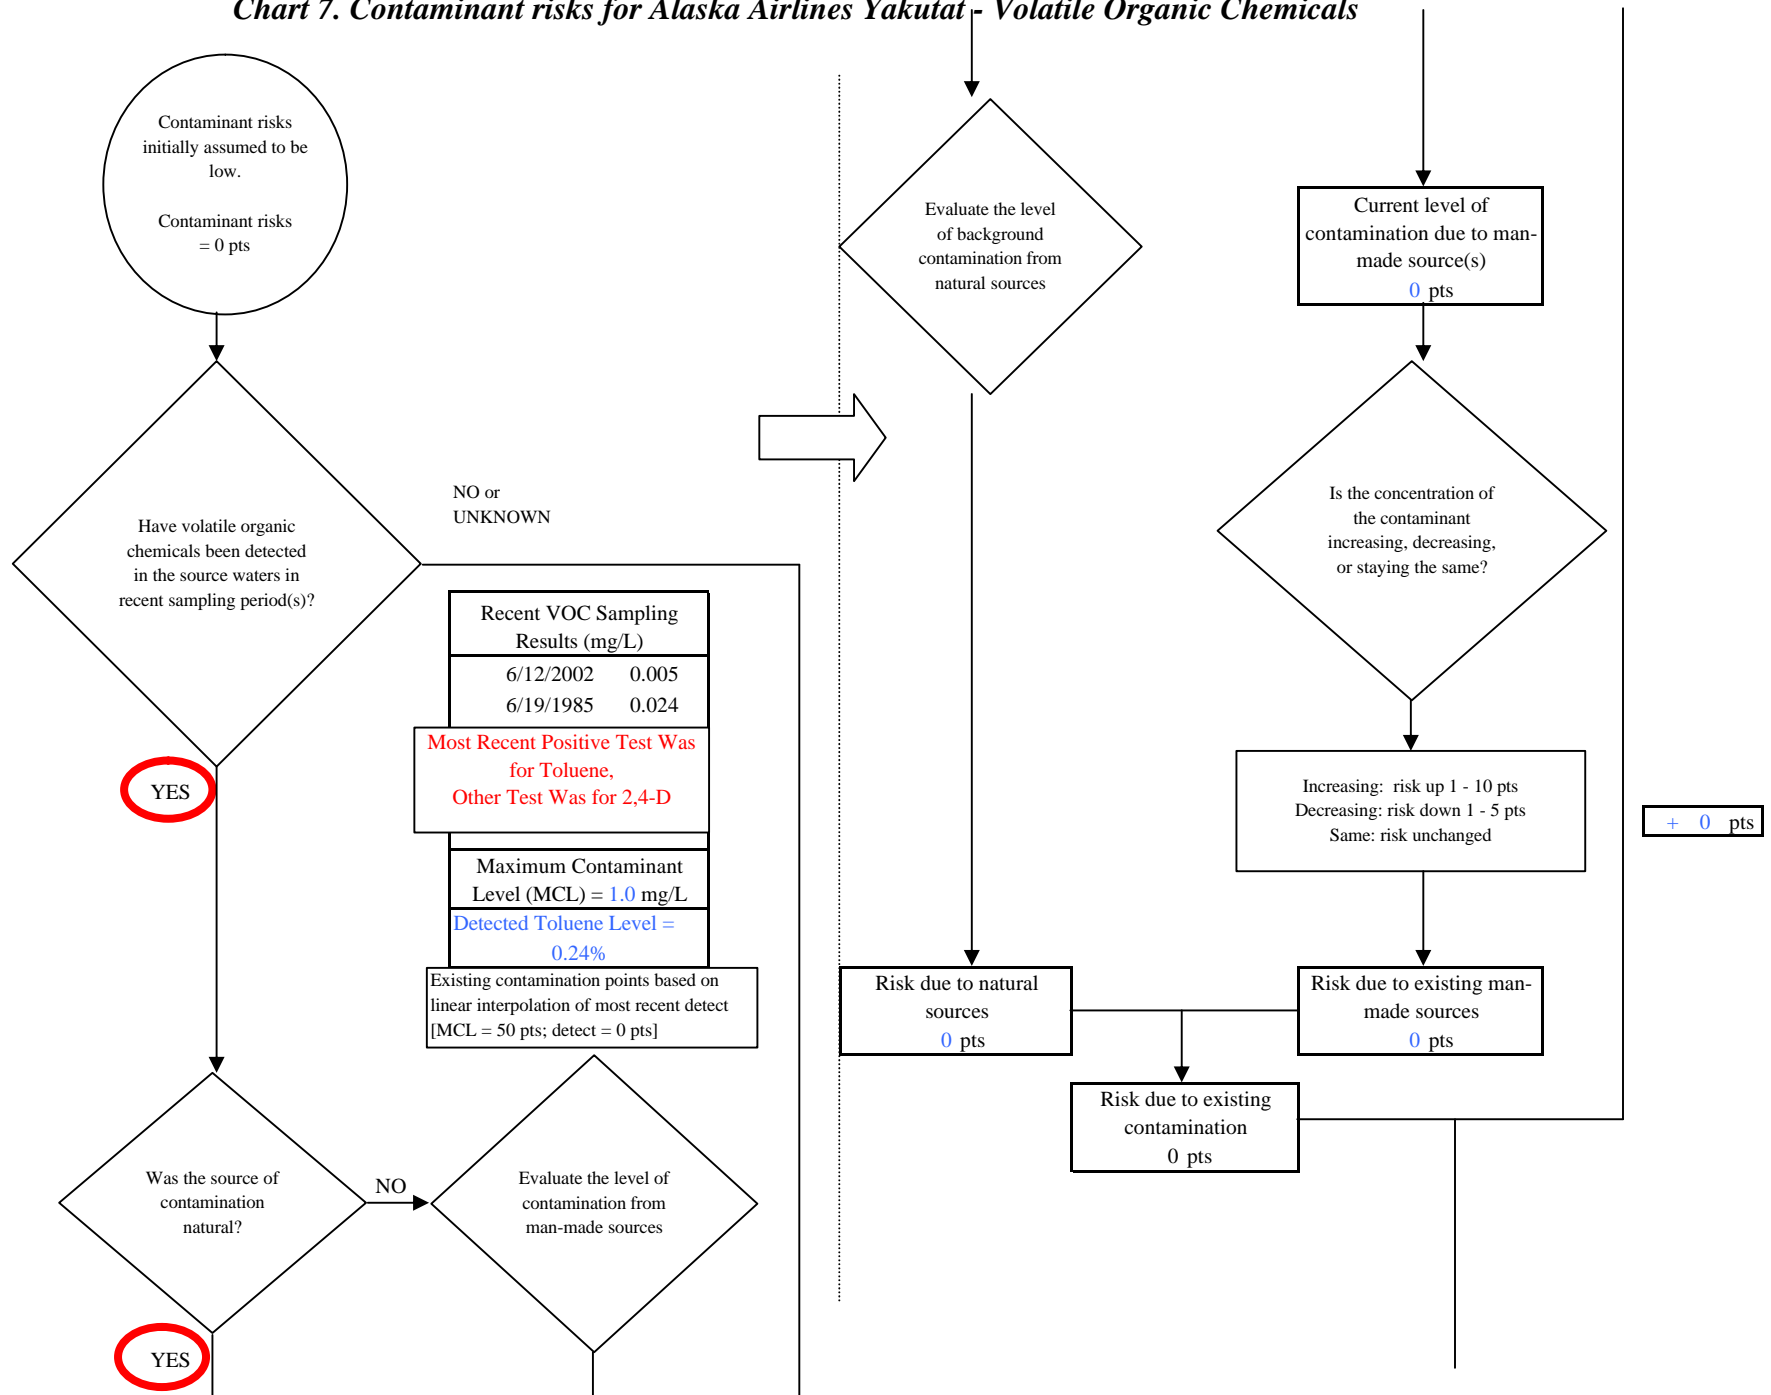 Chart 7. Contaminant risks for Alaska Airlines Yakutat - Volatile Organic Chemicals
Contaminant risks
initially assumed to be
low.
Contaminant risks
= 0 pts
Have volatile organic
chemicals been detected
in the source waters in
recent sampling period(s)?
NO or
UNKNOWN
YES
Recent VOC Sampling
Results (mg/L)
6/12/2002 0.005
6/19/1985 0.024
Most Recent Positive Test Was
for Toluene,
Other Test Was for 2,4-D
Maximum Contaminant
Level (MCL) = 1.0 mg/L
Detected Toluene Level =
0.24%
Existing contamination points based on
linear interpolation of most recent detect
[MCL = 50 pts; detect = 0 pts]
Was the source of
contamination
natural?
NO
Evaluate the level of
contamination from
man-made sources
YES
Evaluate the level
of background
contamination from
natural sources
Risk due to natural
sources
0 pts
Current level of
contamination due to man-
made source(s)
0 pts
Is the concentration of
the contaminant
increasing, decreasing,
or staying the same?
Increasing: risk up 1 - 10 pts
Decreasing: risk down 1 - 5 pts
Same: risk unchanged
+ 0 pts
Risk due to existing man-
made sources
0 pts
Risk due to existing
contamination
0 pts